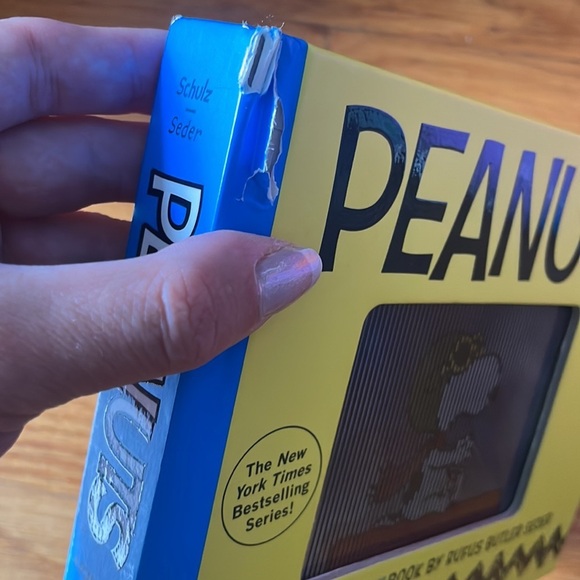 Schulz
Seder
PEANUTS
PEANU
The New
York Times
Bestselling
Series!
BOOK BY RUFUS BUTLER SEDER